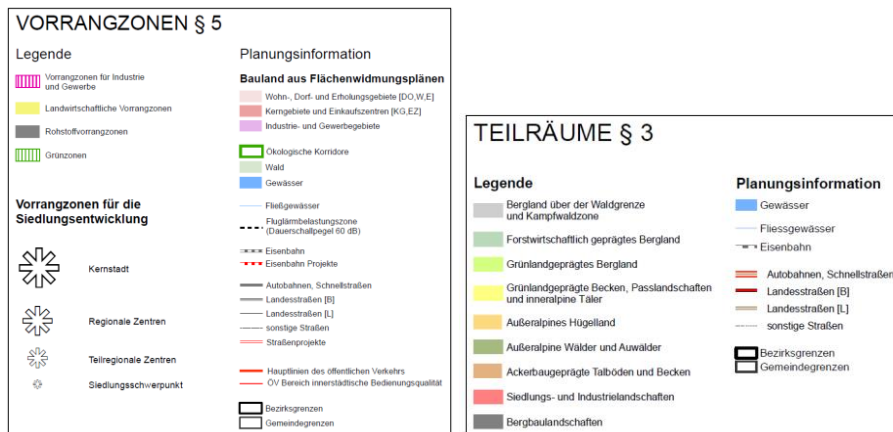 VORRANGZONEN § 5
Legende
Vorrangzonen für Industrie
und Gewerbe
Landwirtschaftliche Vorrangzonen
Rohstoffvorrangzonen
Grünzonen
Vorrangzonen für die
Siedlungsentwicklung
Kernstadt
Regionale Zentren
Teilregionale Zentren
Siedlungsschwerpunkt
Planungsinformation
Bauland aus Flächenwidmungsplänen
Wohn-, Dorf- und Erholungsgebiete [DO,W,E]
Kerngebiete und Einkaufszentren [KG,EZ]
Industrie- und Gewerbegebiete
Ökologische Korridore
Wald
Gewässer
Fließgewässer
Fluglärmbelastungszone
(Dauerschallpegel 60 dB)
Eisenbahn
Eisenbahn Projekte
Autobahnen, Schnellstraßen
Landesstraßen [B]
Landesstraßen [L]
sonstige Straßen
Straßenprojekte
Hauptlinien des öffentlichen Verkehrs
ÖV Bereich innerstädtische Bedienungsqualität
Bezirksgrenzen
Gemeindegrenzen
TEILRÄUME § 3
Legende
Bergland über der Waldgrenze
und Kampfwaldzone
Forstwirtschaftlich geprägtes Bergland
Grünlandgeprägtes Bergland
Grünlandgeprägte Becken, Passlandschaften
und inneralpine Täler
Außeralpines Hügelland
Außeralpine Wälder und Auwälder
Ackerbaugeprägte Talböden und Becken
Siedlungs- und Industrielandschaften
Bergbaulandschaften
Planungsinformation
Gewässer
Fliessgewässer
Eisenbahn
Autobahnen, Schnellstraßen
Landesstraßen [B]
Landesstraßen [L]
sonstige Straßen
Bezirksgrenzen
Gemeindegrenzen